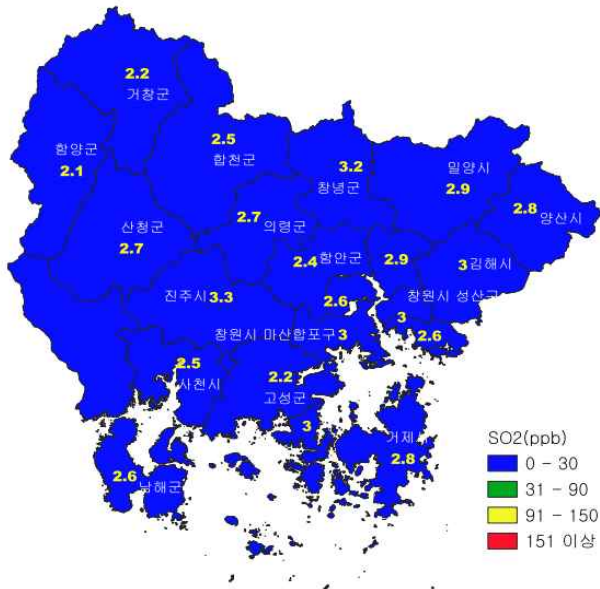 2.2
거창군
2.5
합천군
함양군
2.1
3.2
창녕군
밀양시
2.9
2.8 양산시
산청군
2.7
2.7 의령군
2.4 함안군
2.9
3 김해시
진주시 3.3
2.6
창원시 성산구
3
창원시 마산합포구 3
2.6
2.5
사천시
2.2
고성군
3
거제시
2.8
2.6 남해군
SO2(ppb)
0 - 30
31 - 90
91 - 150
151 이상